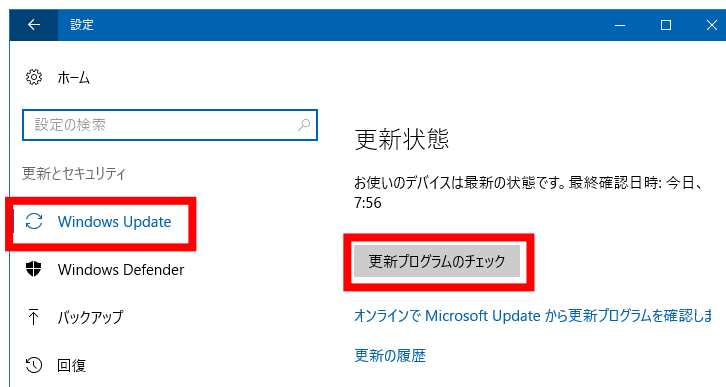 設定
ホーム
設定の検索
更新とセキュリティ
Windows Update
Windows Defender
バックアップ
回復
更新状態
お使いのデバイスは最新の状態です。最終確認日時: 今日、
7:56
更新プログラムのチェック
オンラインで Microsoft Update から更新プログラムを確認しま
更新の履歴